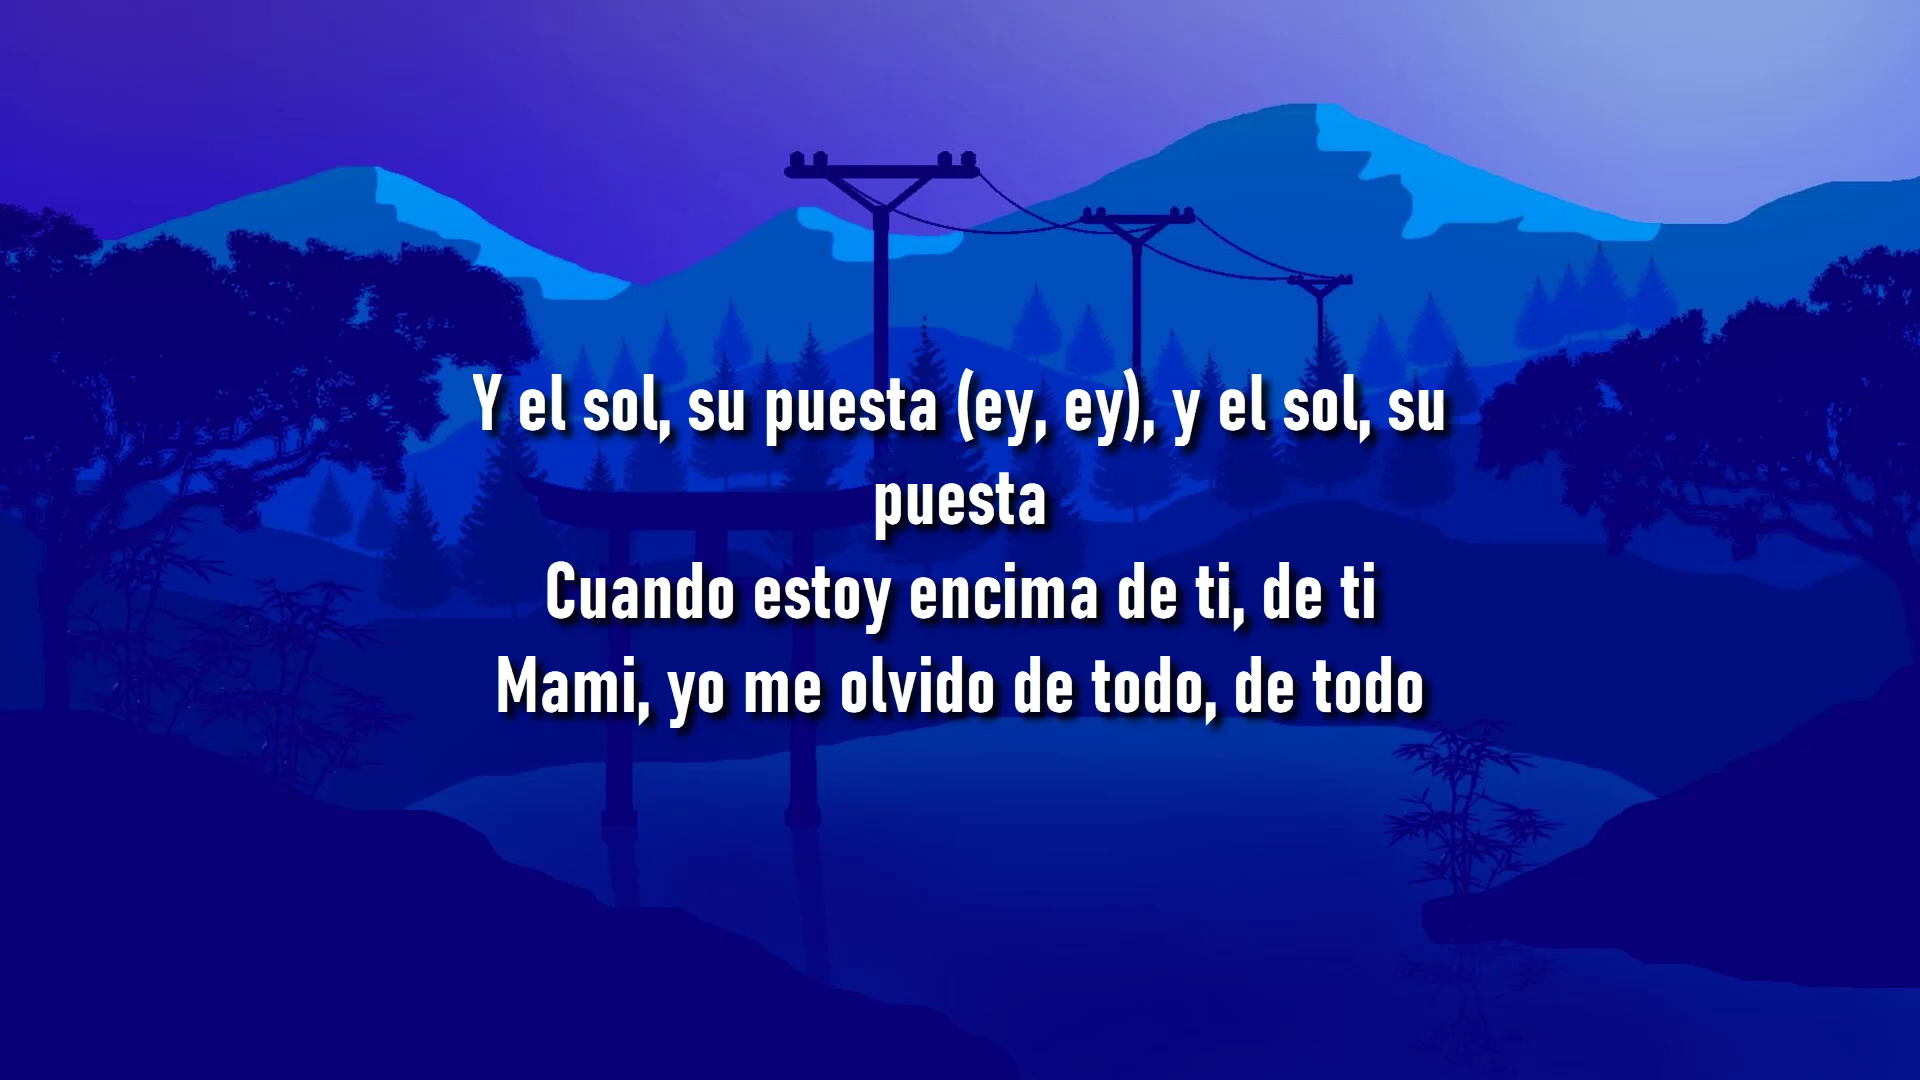 Y el sol, su puesta (ey, ey), y el sol, su
puesta
Cuando estoy encima de ti, de ti
Mami, yo me olvido de todo, de todo